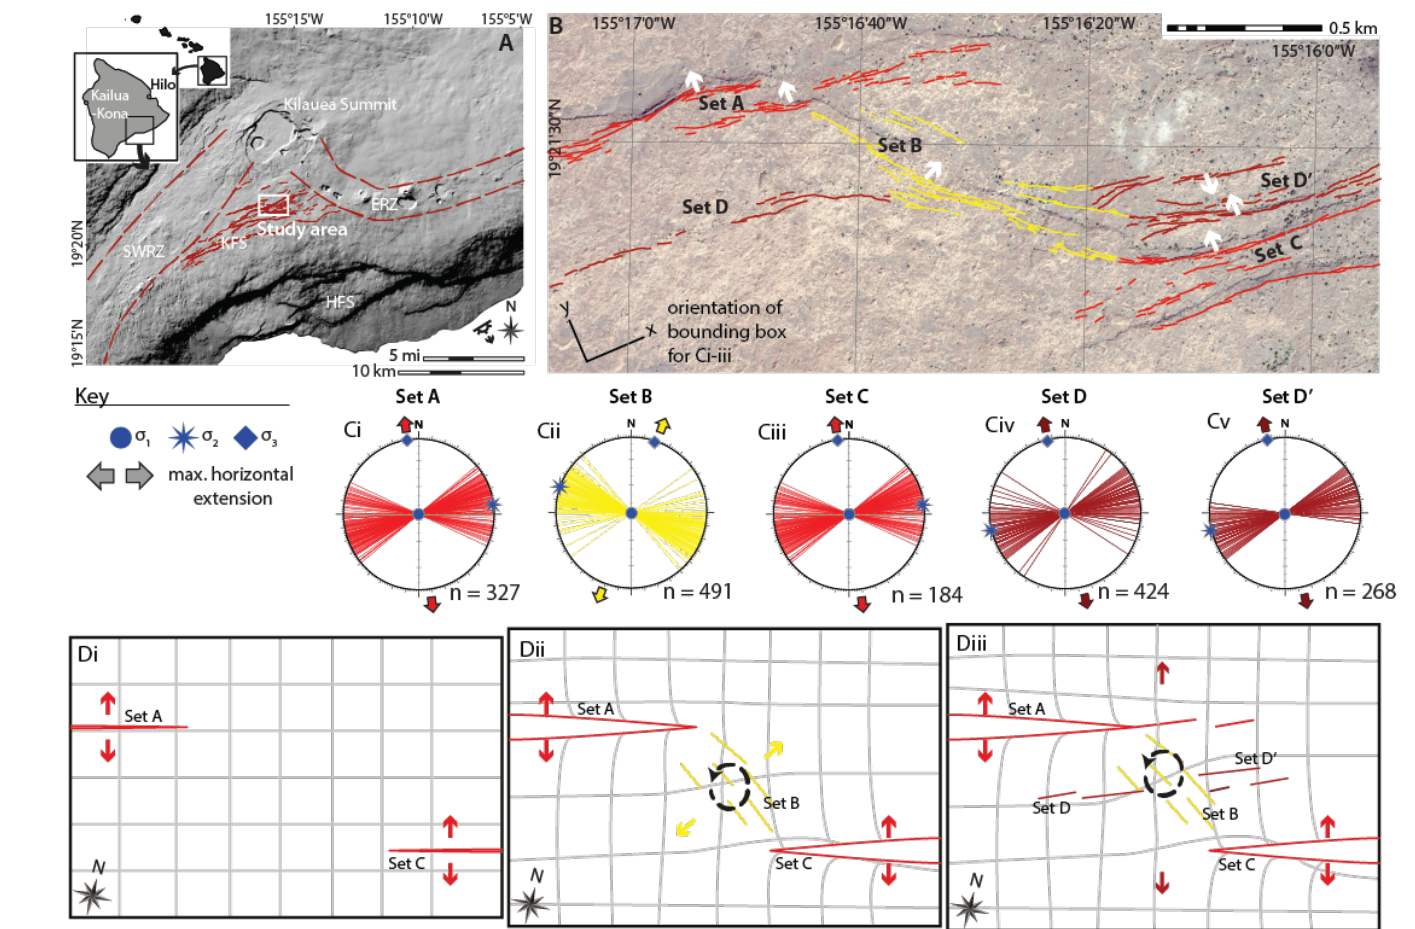 155°15'W
155°10'W
155°5'W
A
Hilo
Kailua
-Kona
Kilauea Summit
ERZ
Study area
SWRZ
KFS
HFS
19°20'N
19°15'N
N
5 mi
10 km
B
155°17'0"W
155°16'40"W
155°16'20"W
0.5 km
155°16'0"W
19°21'30"N
Set A
Set B
Set D
Set D'
Set C
y
x
orientation of
bounding box
for Ci-iii
Key
σ1
σ2
σ3
max. horizontal
extension
Set A
Ci
N
n = 327
Set B
Cii
N
n = 491
Set C
Ciii
N
n = 184
Set D
Civ
N
n = 424
Set D'
Cv
N
n = 268
Di
Set A
Set C
N
Dii
Set A
Set B
Set C
N
Diii
Set A
Set D'
Set D
Set B
Set C
N